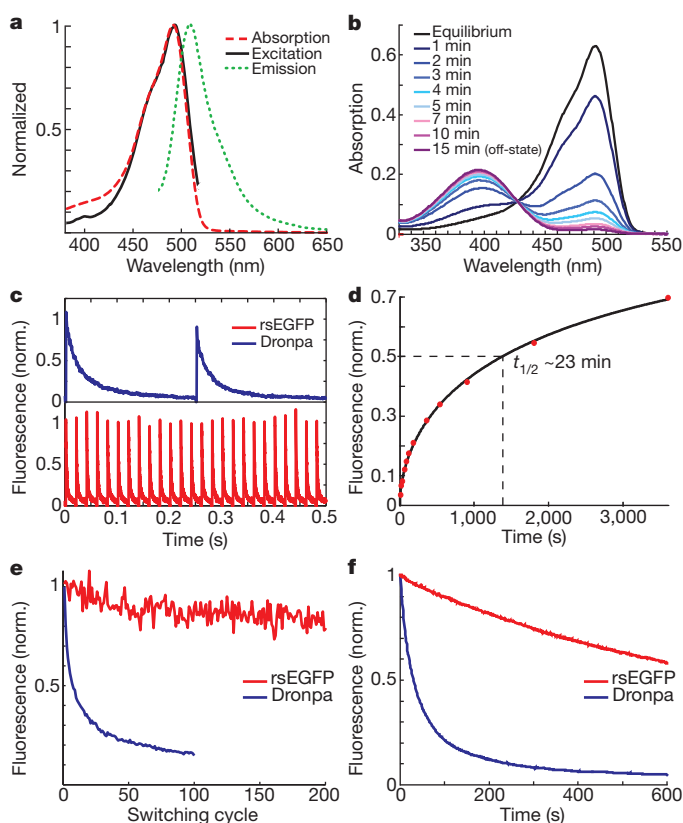 a
Normalized
1
0.5
Absorption
Excitation
Emission
400 450 500 550 600 650
Wavelength (nm)
b
Absorption
0.6
0.4
0.2
0
Equilibrium
1 min
2 min
3 min
4 min
5 min
7 min
10 min
15 min (off-state)
350 450 550
Wavelength (nm)
c
Fluorescence (norm.)
1
0.5
0
1
0.5
0
rsEGFP
Dronpa
0 0.1 0.2 0.3 0.4 0.5
Time (s)
d
Fluorescence (norm.)
0.7
0.5
0.3
0.1
0
t1/2 ~23 min
0 1,000 2,000 3,000
Time (s)
e
Fluorescence (norm.)
1
0.5
rsEGFP
Dronpa
0 50 100 150 200
Switching cycle
f
Fluorescence (norm.)
1
0.5
0
rsEGFP
Dronpa
0 200 400 600
Time (s)